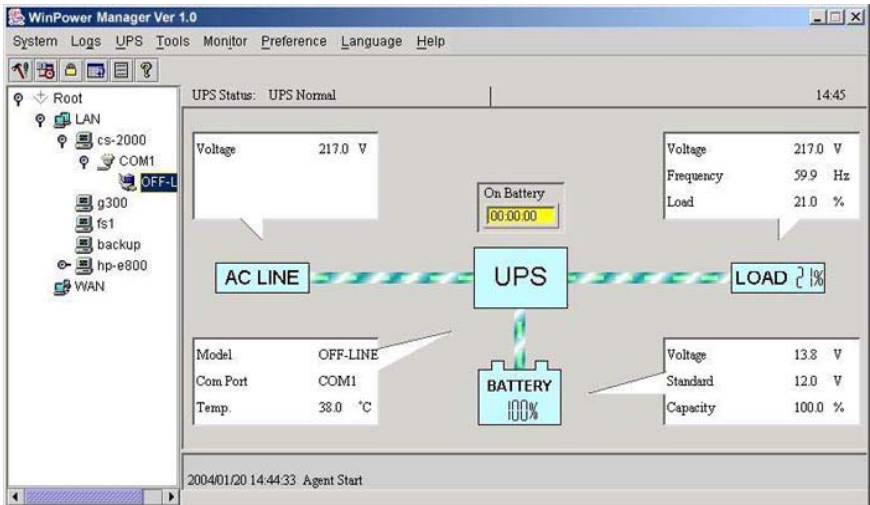 WinPower Manager Ver 1.0
System Logs UPS Tools Monitor Preference Language Help
Root
LAN
cs-2000
COM1
OFF-L
g300
fs1
backup
hp-e800
WAN
UPS Status: UPS Normal 14:45
Voltage 217.0 V
On Battery
00:00:00
Voltage 217.0 V
Frequency 59.9 Hz
Load 21.0 %
AC LINE
UPS
LOAD 21%
Model OFF-LINE
Com Port COM1
Temp. 38.0 °C
BATTERY
100%
Voltage 13.8 V
Standard 12.0 V
Capacity 100.0 %
2004/01/20 14:44:33 Agent Start